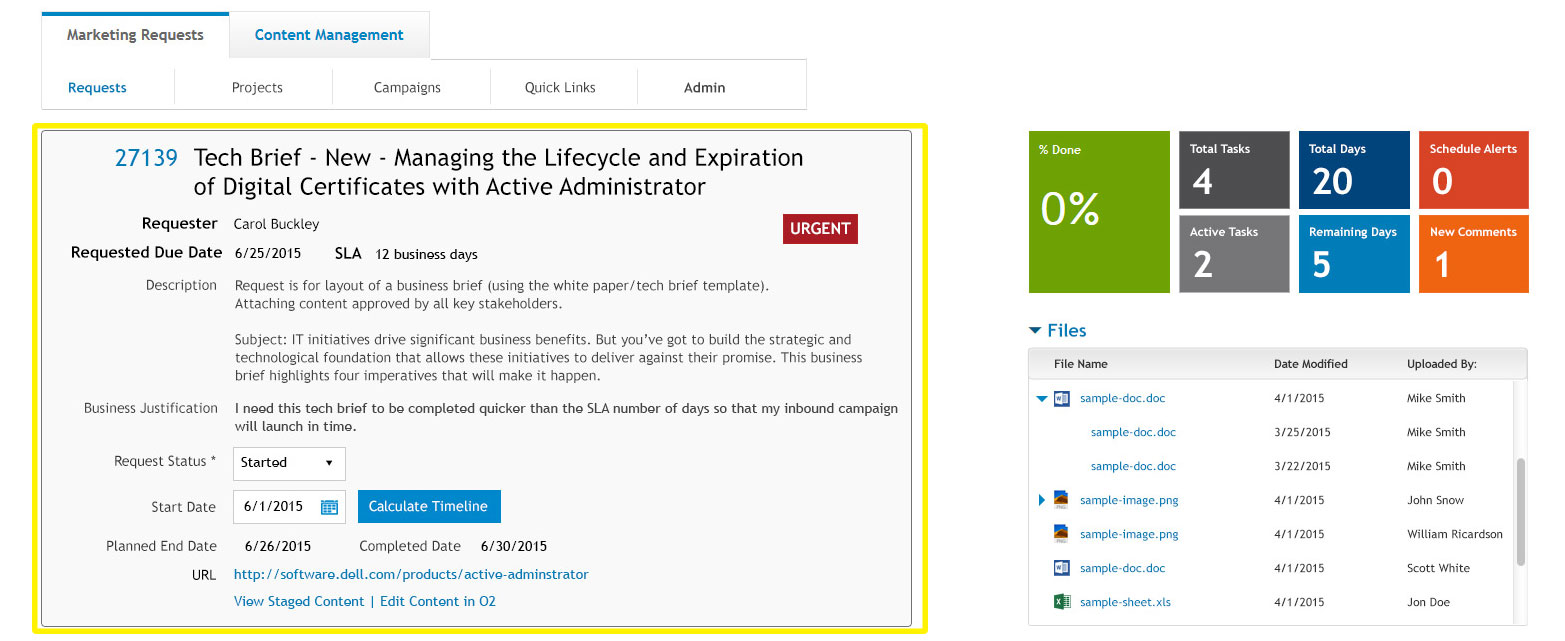 Marketing Requests Content Management
Requests Projects Campaigns Quick Links Admin
27139 Tech Brief - New - Managing the Lifecycle and Expiration
of Digital Certificates with Active Administrator
Requester Carol Buckley
URGENT
Requested Due Date 6/25/2015 SLA 12 business days
Description Request is for layout of a business brief (using the white paper/tech brief template).
Attaching content approved by all key stakeholders.
Subject: IT initiatives drive significant business benefits. But you've got to build the strategic and
technological foundation that allows these initiatives to deliver against their promise. This business
brief highlights four imperatives that will make it happen.
Business Justification I need this tech brief to be completed quicker than the SLA number of days so that my inbound campaign
will launch in time.
Request Status * Started
Start Date 6/1/2015 Calculate Timeline
Planned End Date 6/26/2015 Completed Date 6/30/2015
URL http://software.dell.com/products/active-adminstrator
View Staged Content | Edit Content in O2
% Done
0%
Total Tasks
4
Total Days
20
Schedule Alerts
0
Active Tasks
2
Remaining Days
5
New Comments
1
Files
File Name Date Modified Uploaded By:
sample-doc.doc 4/1/2015 Mike Smith
sample-doc.doc 3/25/2015 Mike Smith
sample-doc.doc 3/22/2015 Mike Smith
sample-image.png 4/1/2015 John Snow
sample-image.png 4/1/2015 William Ricardson
sample-doc.doc 4/1/2015 Scott White
sample-sheet.xls 4/1/2015 Jon Doe